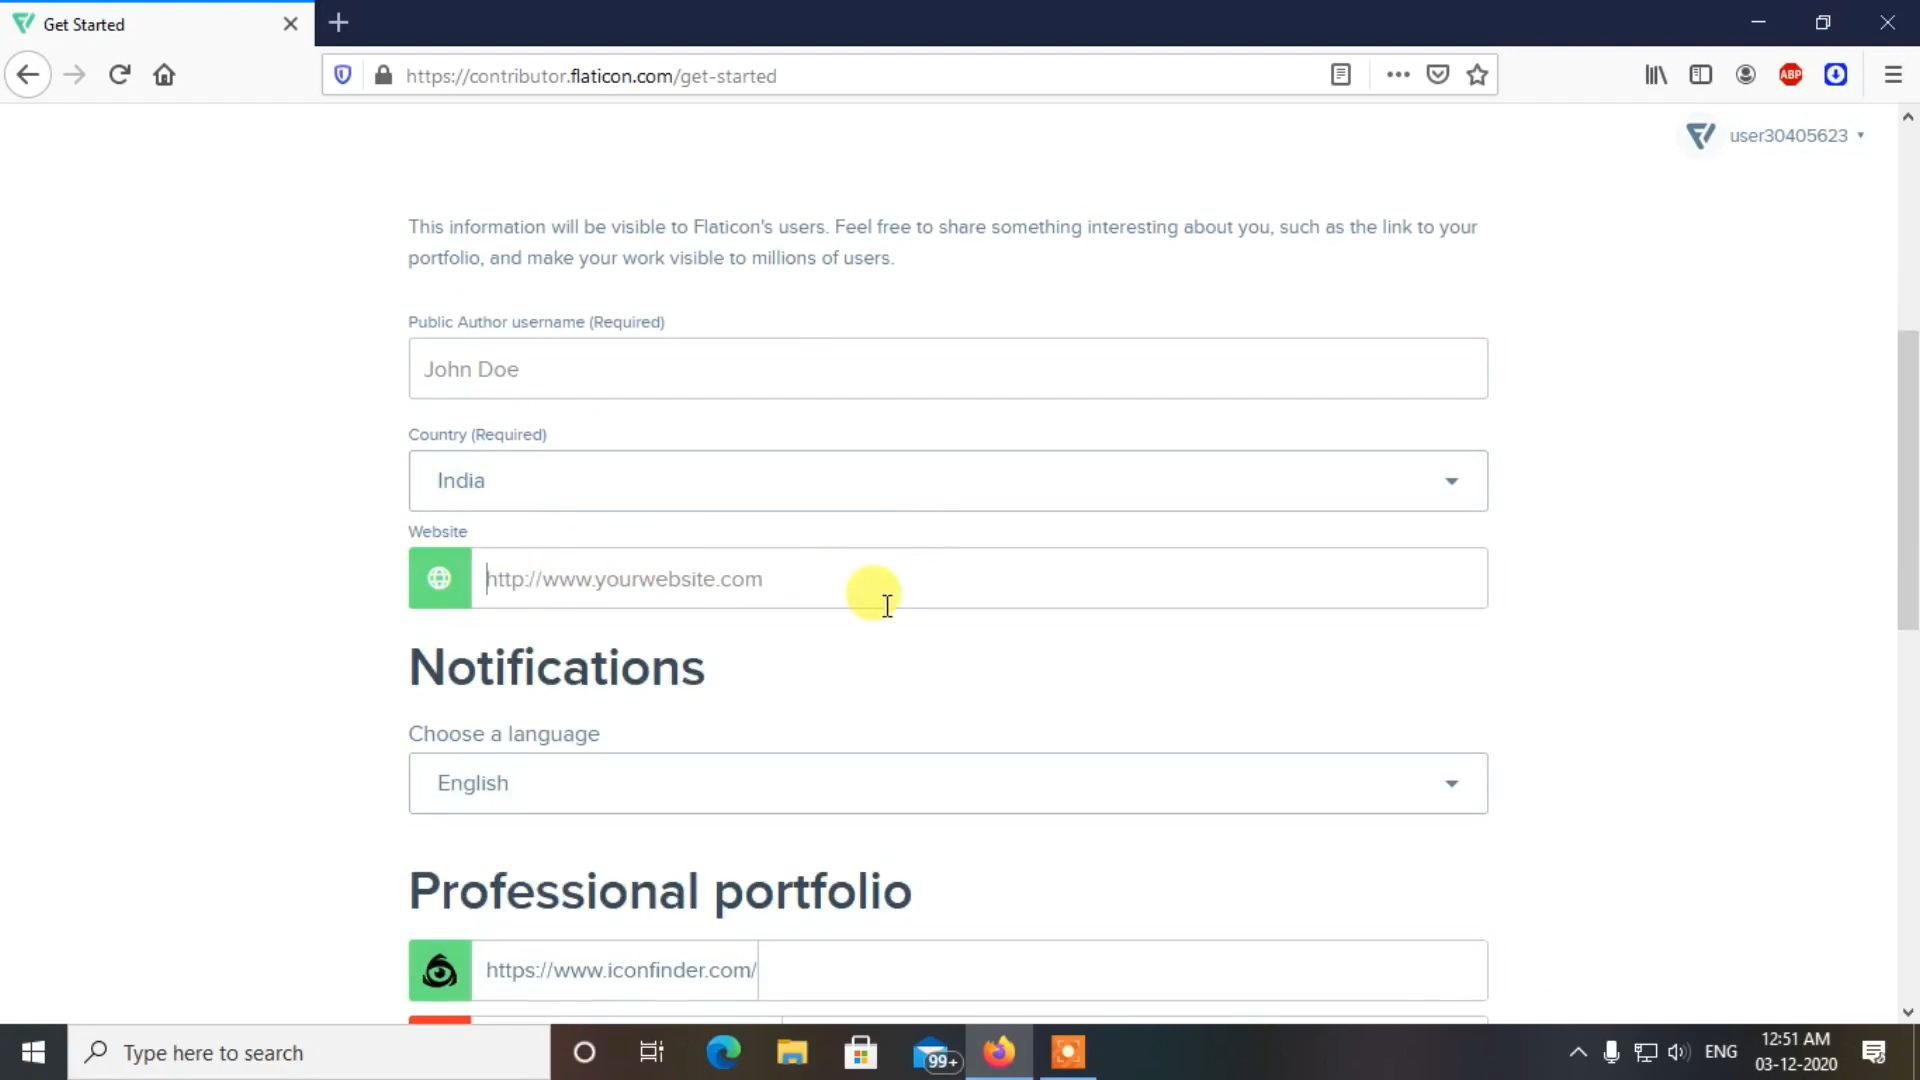 Get Started
https://contributor.flaticon.com/get-started
ABP
user30405623
This information will be visible to Flaticon's users. Feel free to share something interesting about you, such as the link to your
portfolio, and make your work visible to millions of users.
Public Author username (Required)
John Doe
Country (Required)
India
Website
http://www.yourwebsite.com
Notifications
Choose a language
English
Professional portfolio
https://www.iconfinder.com/
Type here to search
99+
ENG
12:51 AM
03-12-2020